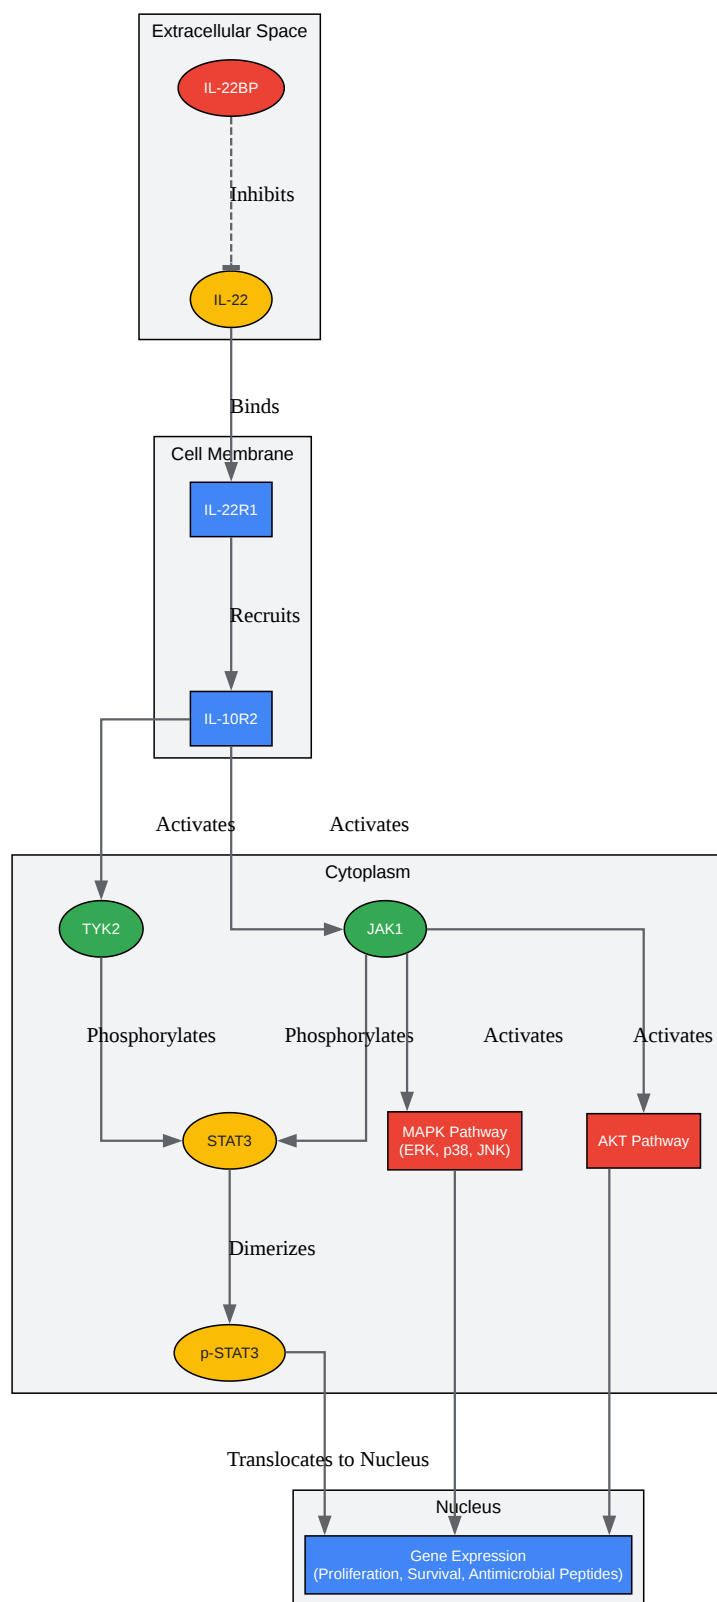 Extracellular Space
IL-22BP
Inhibits
IL-22
Binds
Cell Membrane
IL-22R1
Recruits
IL-10R2
Activates
Activates
Cytoplasm
TYK2
JAK1
Phosphorylates
Phosphorylates
Activates
Activates
STAT3
MAPK Pathway
(ERK, p38, JNK)
AKT Pathway
Dimerizes
p-STAT3
Translocates to Nucleus
Nucleus
Gene Expression
(Proliferation, Survival, Antimicrobial Peptides)